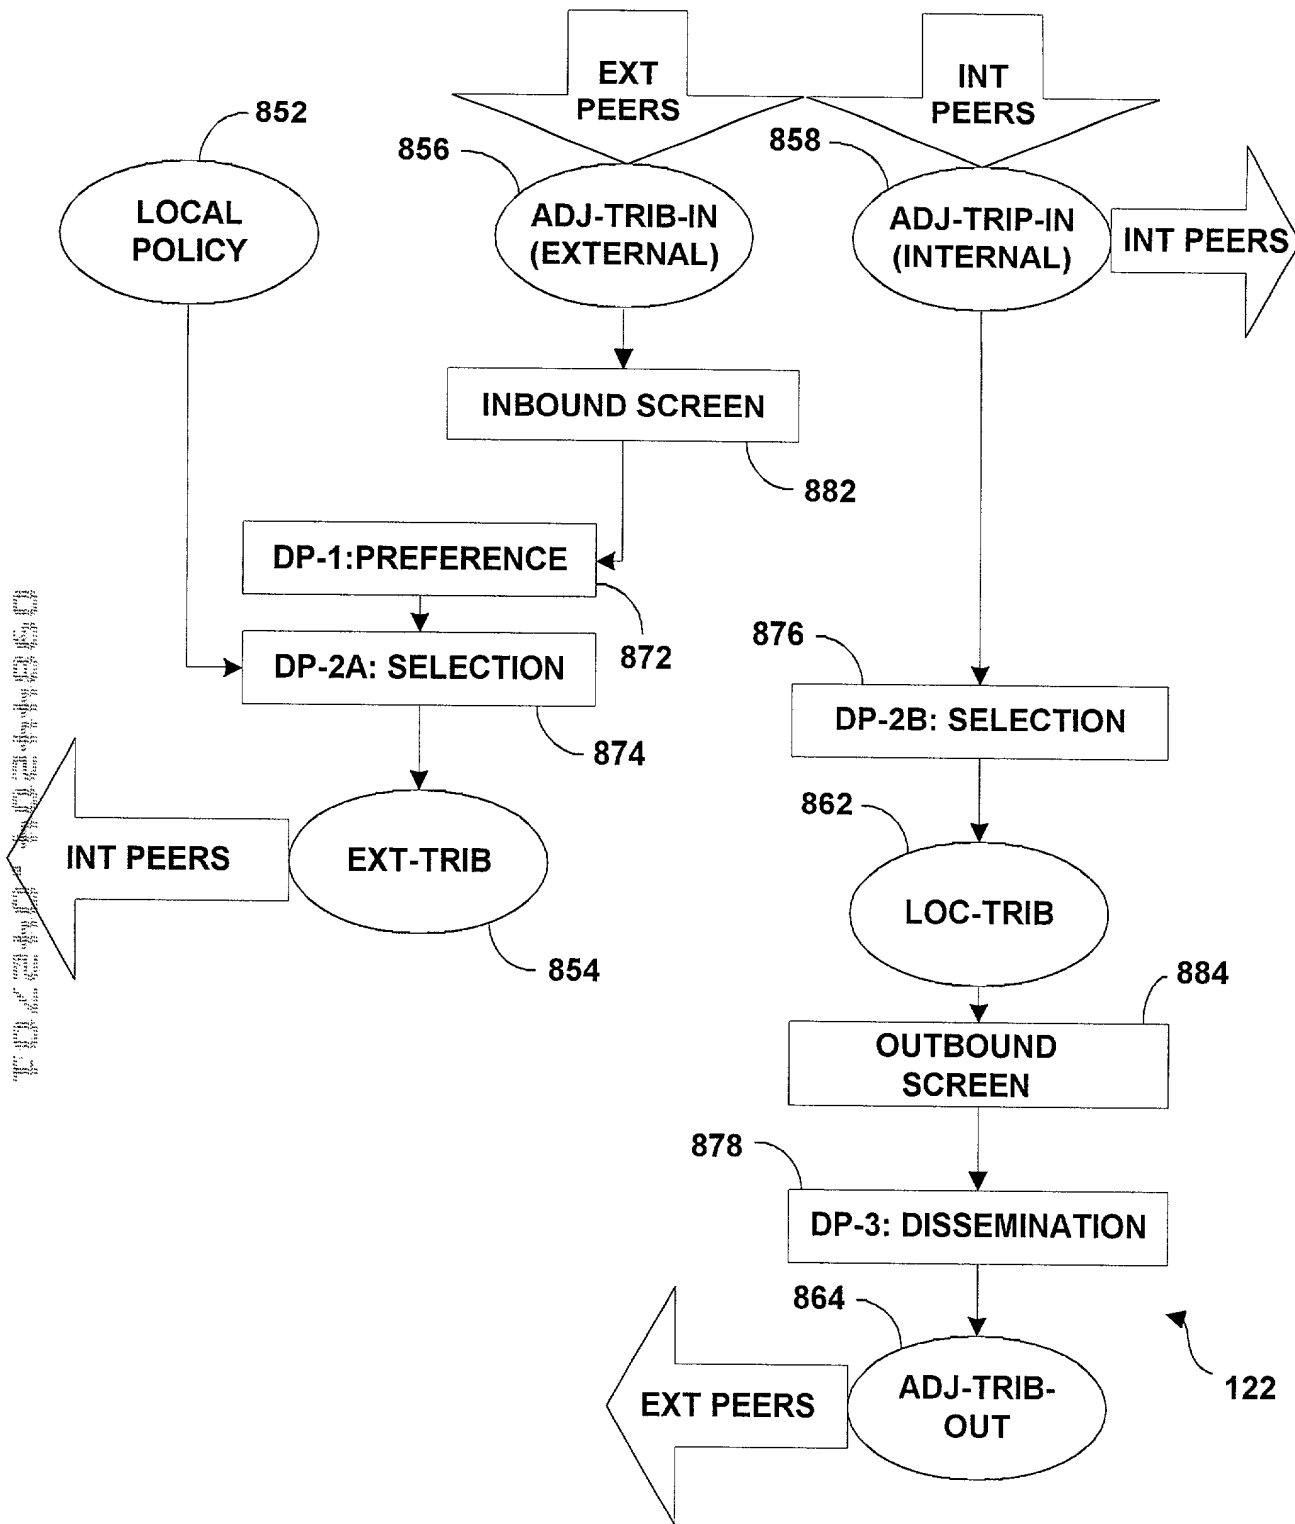 EXT
PEERS
INT
PEERS
852
856
858
LOCAL
POLICY
ADJ-TRIB-IN
(EXTERNAL)
ADJ-TRIP-IN
(INTERNAL)
INT PEERS
INBOUND SCREEN
882
DP-1:PREFERENCE
872
876
DP-2A: SELECTION
874
DP-2B: SELECTION
862
INT PEERS
EXT-TRIB
854
LOC-TRIB
884
OUTBOUND
SCREEN
878
DP-3: DISSEMINATION
864
EXT PEERS
ADJ-TRIB-
OUT
122